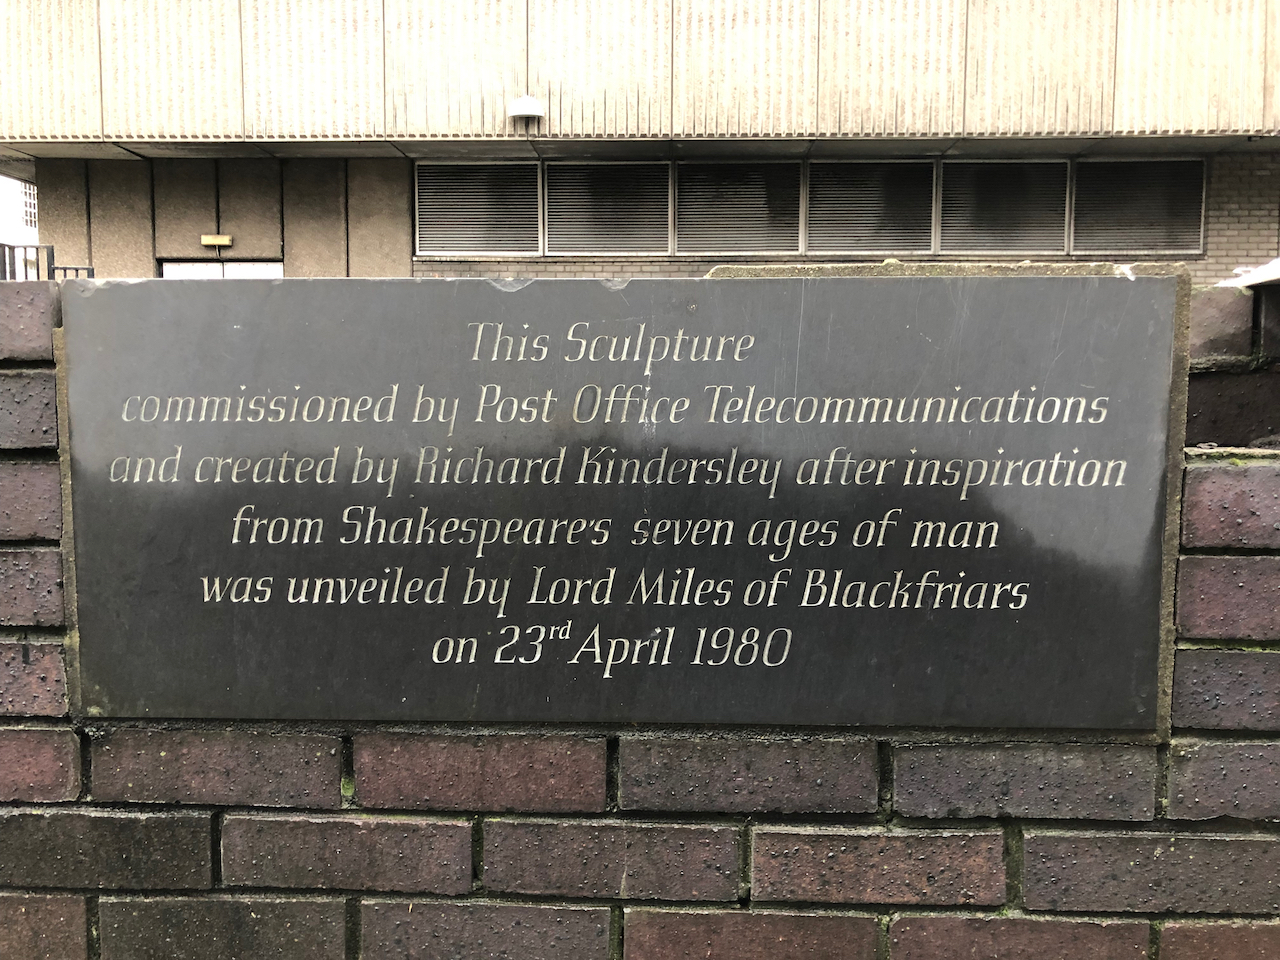 This Sculpture
commissioned by Post Office Telecommunications
and created by Richard Kindersley after inspiration
from Shakespeare's seven ages of man
was unveiled by Lord Miles of Blackfriars
on 23rd April 1980